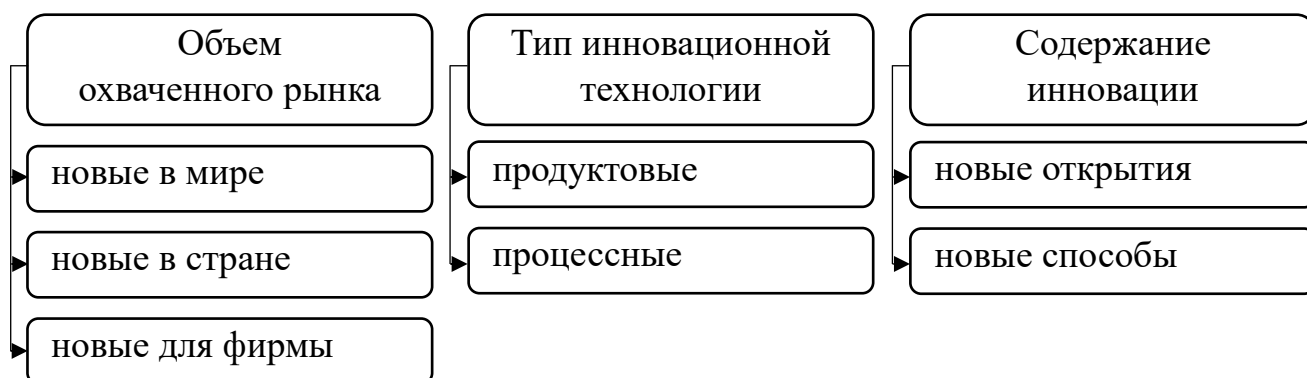 Объем
охваченного рынка
новые в мире
новые в стране
новые для фирмы
Тип инновационной
технологии
продуктовые
процессные
Содержание
инновации
новые открытия
новые способы